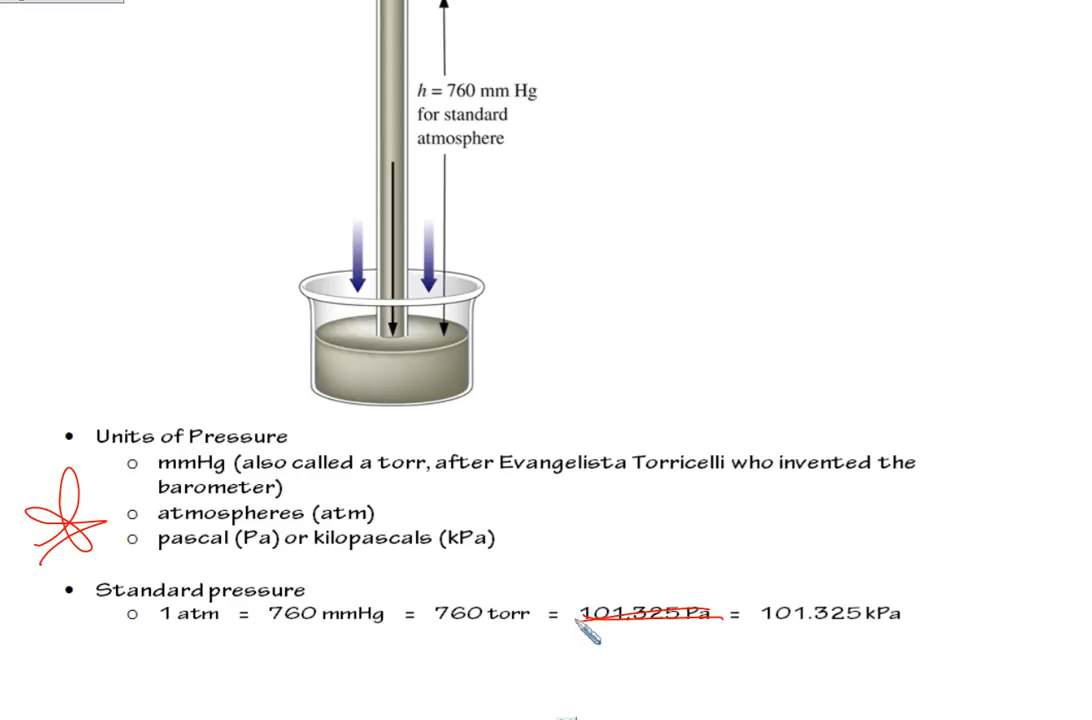 h = 760 mm Hg
for standard
atmosphere
• Units of Pressure
o mmHg (also called a torr, after Evangelista Torricelli who invented the
barometer)
o atmospheres (atm)
o pascal (Pa) or kilopascals (kPa)
• Standard pressure
o 1 atm = 760 mmHg = 760 torr = 101,325 Pa = 101.325 kPa